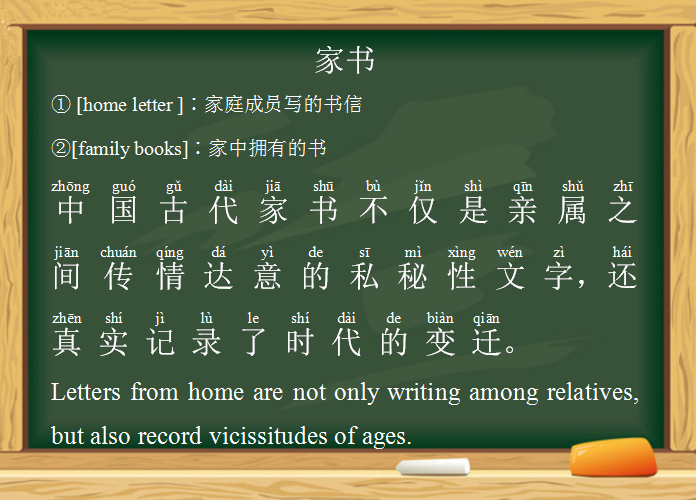 家书
① [home letter ]：家庭成员写的书信
②[family books]：家中拥有的书
zhōng guó gǔ dài jiā shū bù jǐn shì qīn shǔ zhī
中国古代家书不仅是亲属之
jiān chuán qíng dá yì de sī mì xìng wén zì hái
间传情达意的私秘性文字，还
zhēn shí jì lù le shí dài de biàn qiān
真实记录了时代的变迁。
Letters from home are not only writing among relatives,
but also record vicissitudes of ages.